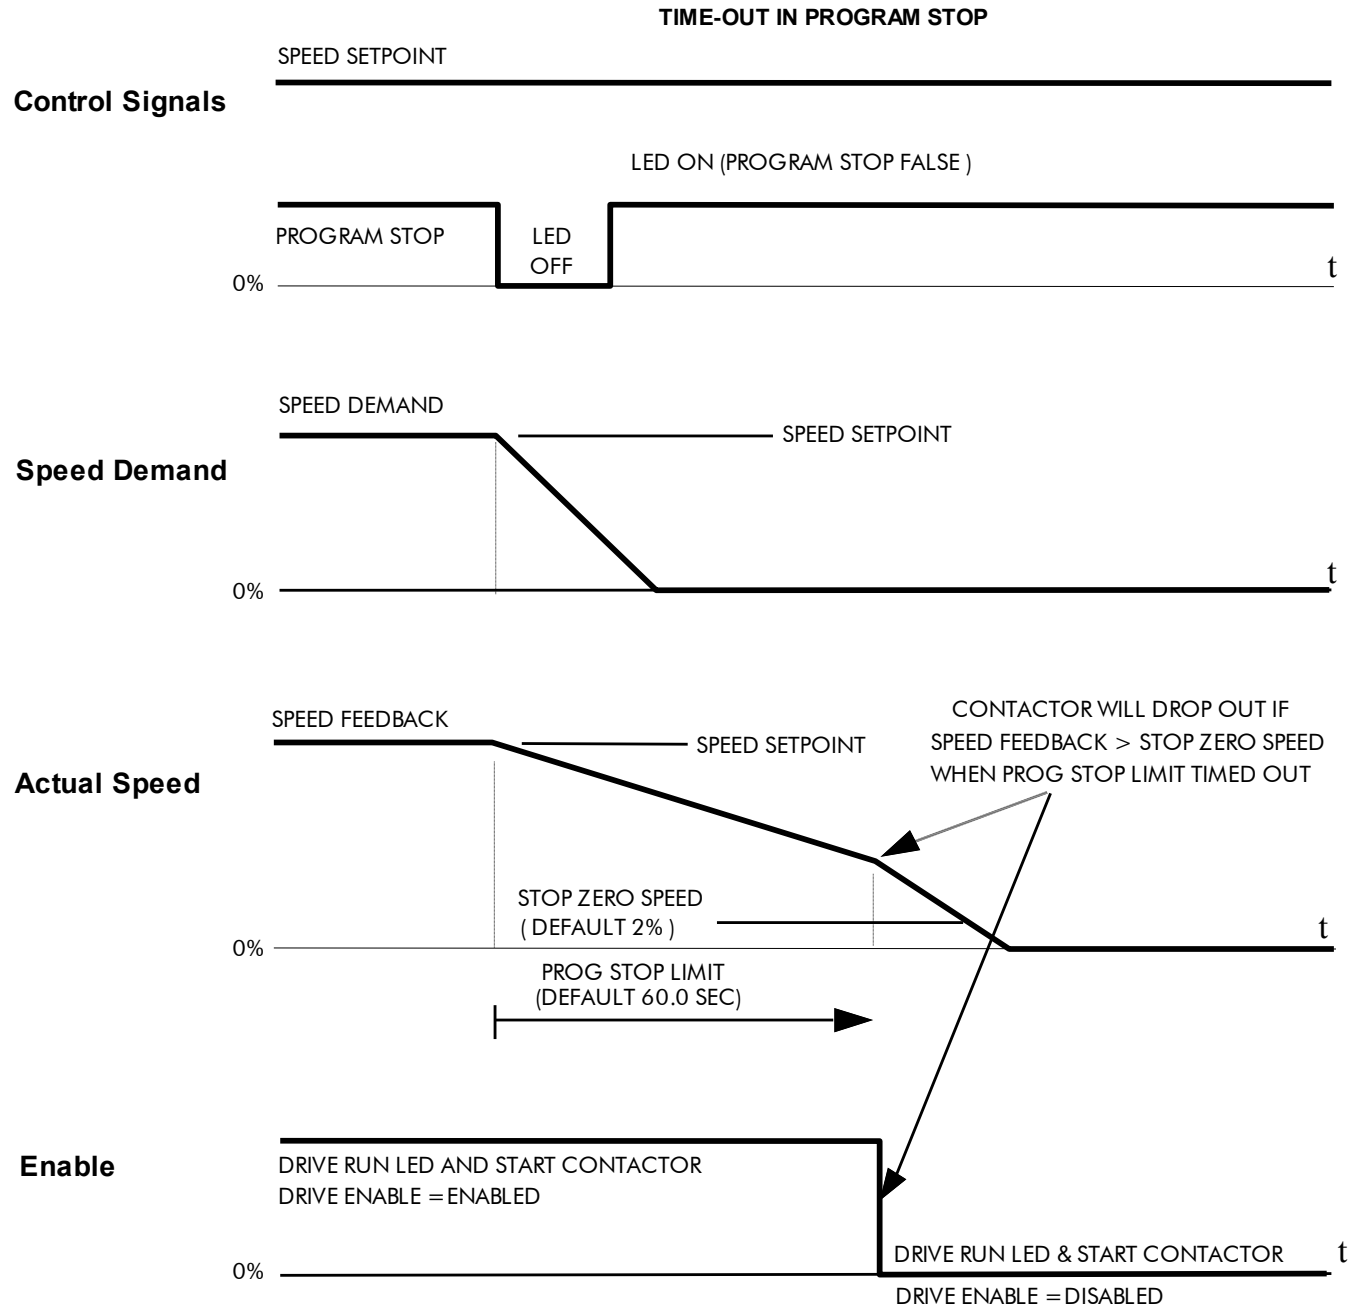 TIME-OUT IN PROGRAM STOP
SPEED SETPOINT
Control Signals
LED ON (PROGRAM STOP FALSE )
PROGRAM STOP
LED
OFF
0%
t
SPEED DEMAND
SPEED SETPOINT
Speed Demand
0%
t
SPEED FEEDBACK
SPEED SETPOINT
CONTACTOR WILL DROP OUT IF
SPEED FEEDBACK > STOP ZERO SPEED
WHEN PROG STOP LIMIT TIMED OUT
Actual Speed
STOP ZERO SPEED
( DEFAULT 2% )
0%
t
PROG STOP LIMIT
(DEFAULT 60.0 SEC)
Enable
DRIVE RUN LED AND START CONTACTOR
DRIVE ENABLE = ENABLED
0%
DRIVE RUN LED & START CONTACTOR
t
DRIVE ENABLE = DISABLED